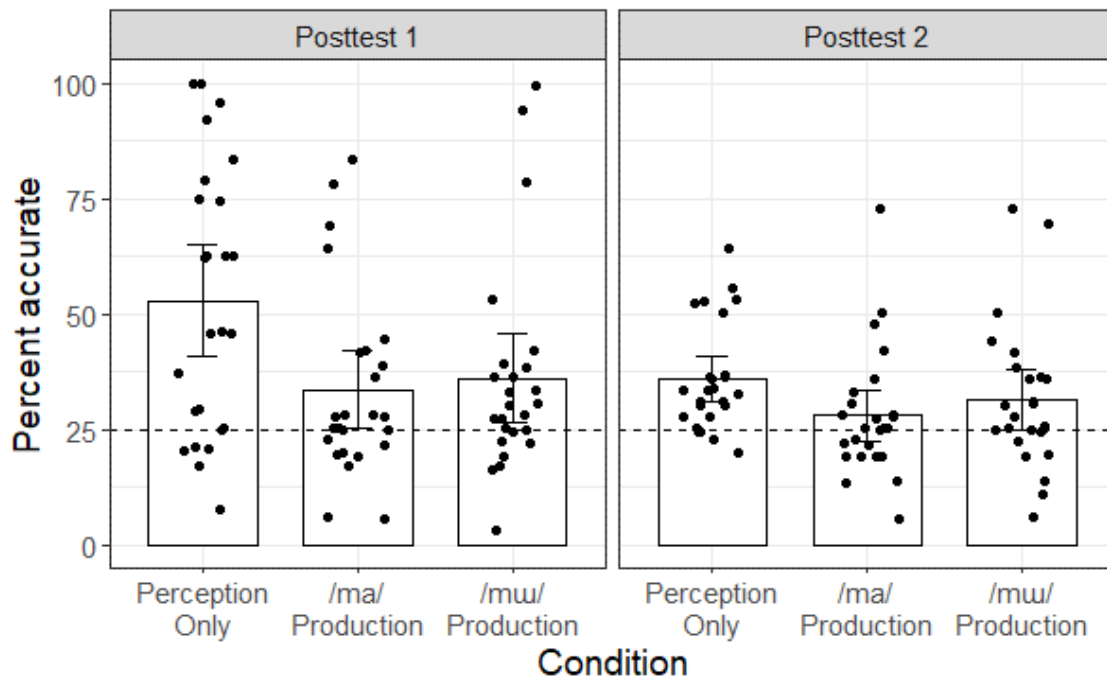 Posttest 1
Posttest 2
Percent accurate
100
75
50
25
0
Perception
Only
/ma/
Production
/mɯ/
Production
Perception
Only
/ma/
Production
/mɯ/
Production
Condition